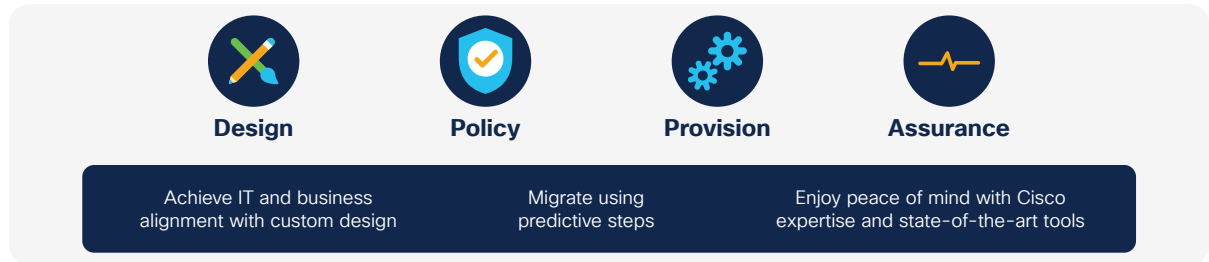 Design
Policy
Provision
Assurance
Achieve IT and business
alignment with custom design
Migrate using
predictive steps
Enjoy peace of mind with Cisco
expertise and state-of-the-art tools